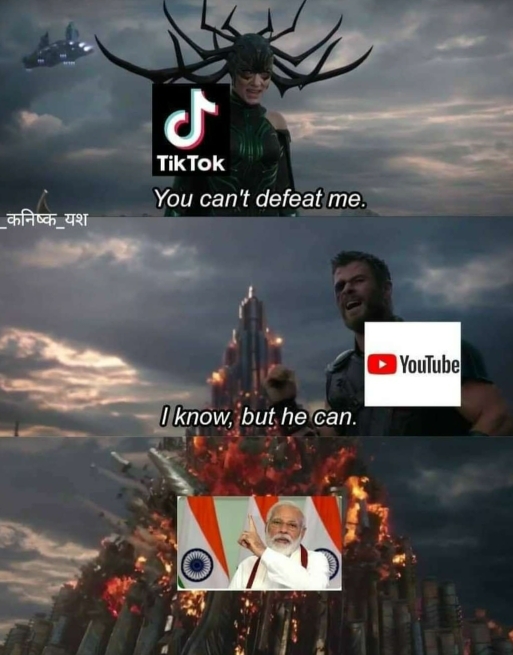 TikTok
You can't defeat me.
_कनिष्क_यश
YouTube
I know, but he can.